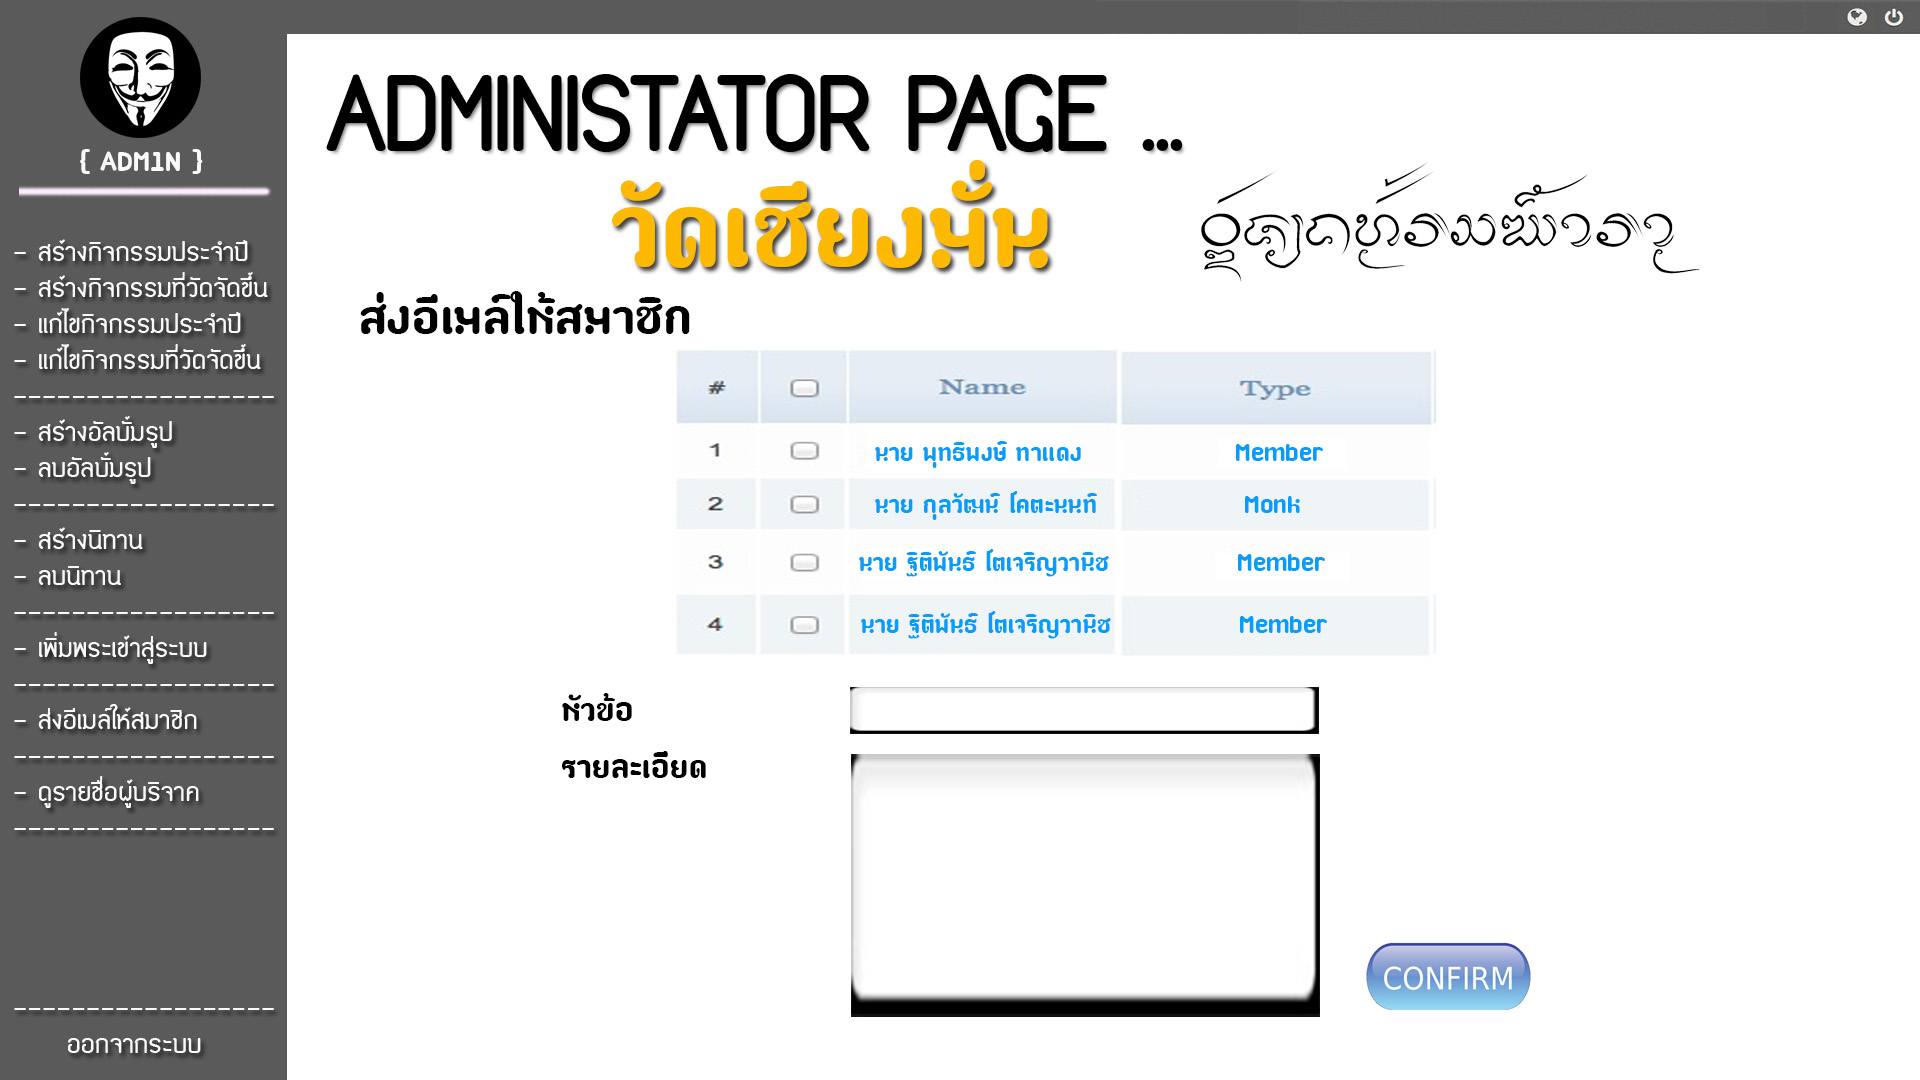 { ADM1N }
- สร้างกิจกรรมประจำปี
- สร้างกิจกรรมที่วัดจัดขึ้น
- แก้ไขกิจกรรมประจำปี
- แก้ไขกิจกรรมที่วัดจัดขึ้น
------------------
- สร้างอัลบั้มรูป
- ลบอัลบั้มรูป
------------------
- สร้างนิทาน
- ลบนิทาน
------------------
- เพิ่มพระเข้าสู่ระบบ
------------------
- ส่งอีเมล์ให้สมาชิก
------------------
- ดูรายชื่อผู้บริจาค
------------------
------------------
ออกจากระบบ
ADMINISTATOR PAGE ...
วัดเชียงมั่น
ส่งอีเมล์ให้สมาชิก
# Name Type
1 นาย พุทธิพงษ์ ทาแดง Member
2 นาย กุลวัฒน์ โคตะนนท์ Monk
3 นาย ฐิติพันธ์ โตเจริญวานิช Member
4 นาย ฐิติพันธ์ โตเจริญวานิช Member
หัวข้อ
รายละเอียด
CONFIRM